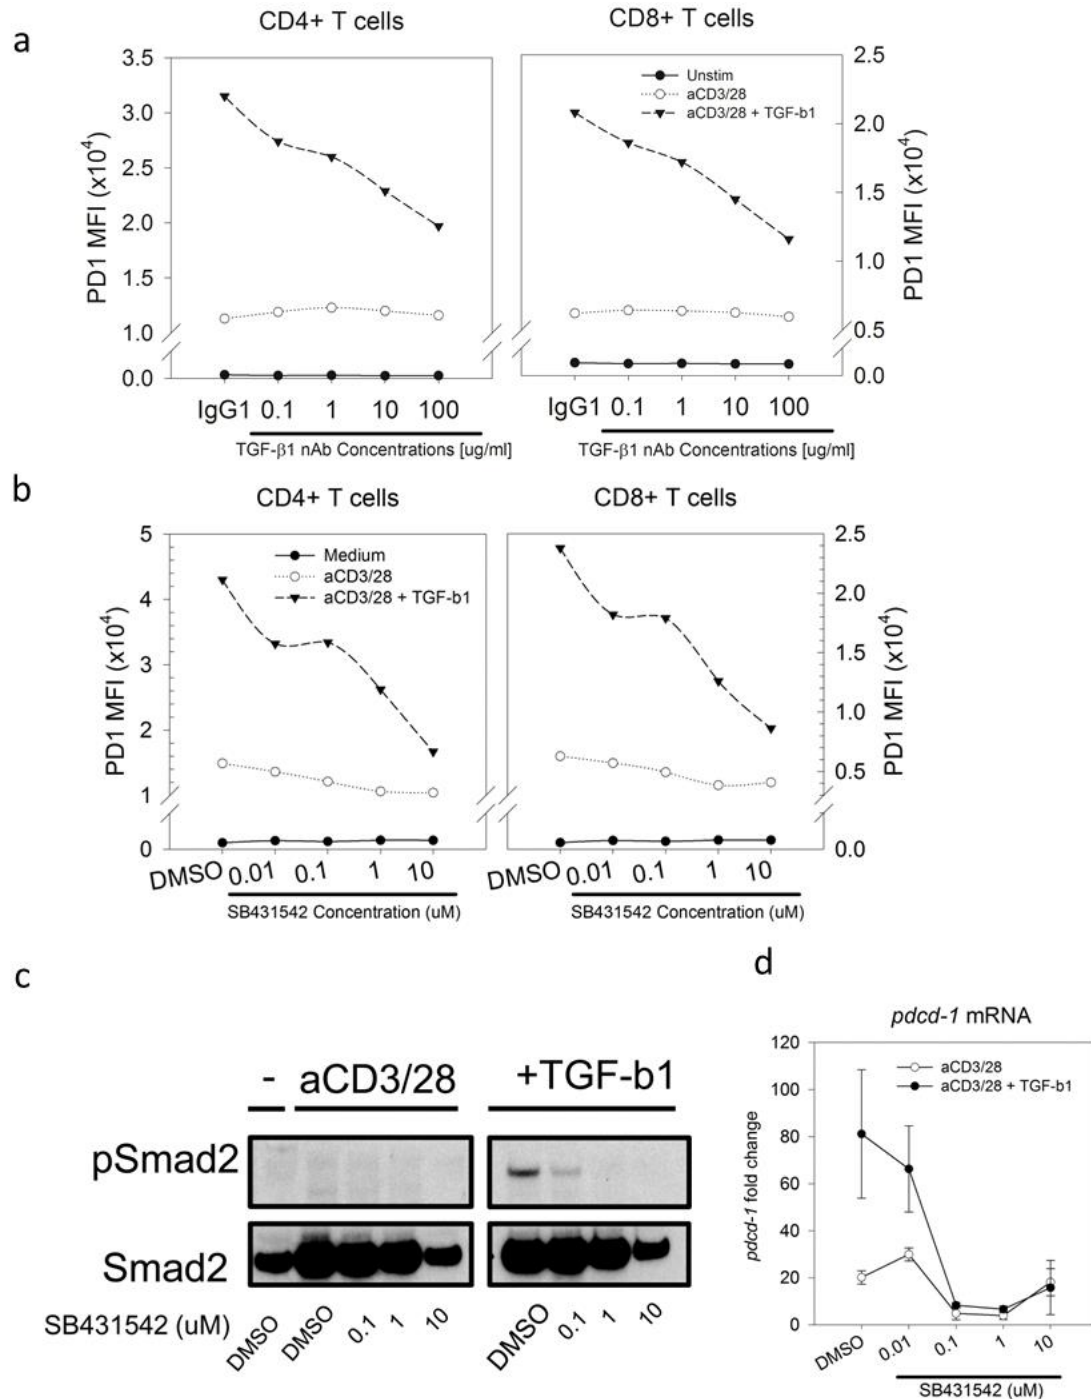 a
CD4+ T cells
CD8+ T cells
PD1 MFI (x10⁴)
3.5
3.0
2.5
2.0
1.5
1.0
0.0
Unstim
aCD3/28
aCD3/28 + TGF-b1
2.5
2.0
1.5
1.0
0.5
0.0
PD1 MFI (x10⁴)
IgG1 0.1 1 10 100
TGF-β1 nAb Concentrations [ug/ml]
IgG1 0.1 1 10 100
TGF-β1 nAb Concentrations [ug/ml]
b
CD4+ T cells
CD8+ T cells
PD1 MFI (x10⁴)
5
4
3
2
1
0
Medium
aCD3/28
aCD3/28 + TGF-b1
2.5
2.0
1.5
1.0
0.5
0.0
PD1 MFI (x10⁴)
DMSO 0.01 0.1 1 10
SB431542 Concentration (uM)
DMSO 0.01 0.1 1 10
SB431542 Concentration (uM)
c
- aCD3/28 +TGF-b1
pSmad2
Smad2
SB431542 (uM) DMSO DMSO 0.1 1 10 DMSO 0.1 1 10
d
pdcd-1 mRNA
pdcd-1 fold change
120
100
80
60
40
20
0
aCD3/28
aCD3/28 + TGF-b1
DMSO 0.01 0.1 1 10
SB431542 (uM)